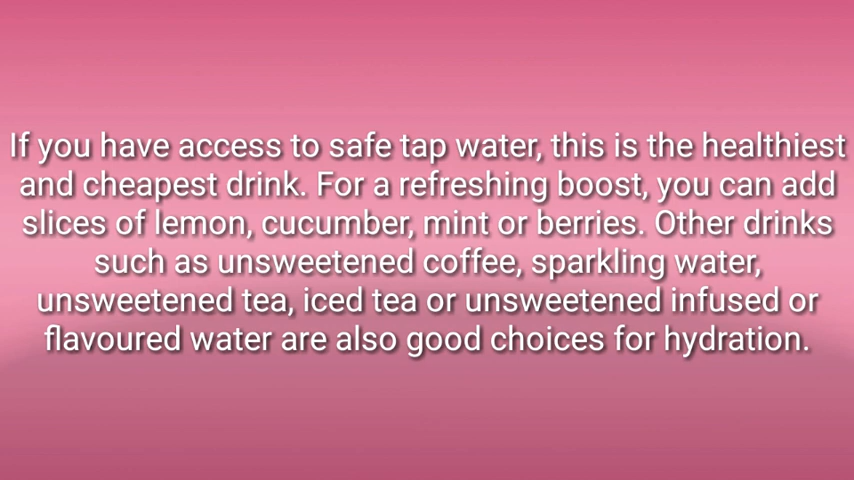 If you have access to safe tap water, this is the healthiest
and cheapest drink. For a refreshing boost, you can add
slices of lemon, cucumber, mint or berries. Other drinks
such as unsweetened coffee, sparkling water,
unsweetened tea, iced tea or unsweetened infused or
flavoured water are also good choices for hydration.